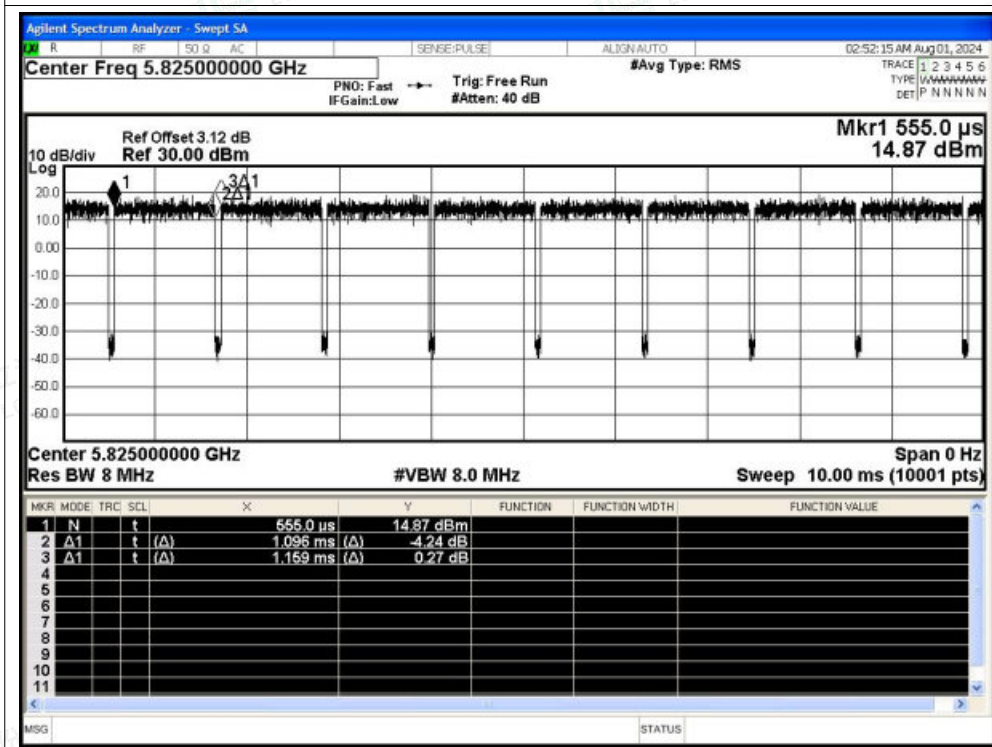 Agilent Spectrum Analyzer - Swept SA
R RF 50 Ω AC SENSE:PULSE ALIGN AUTO 02:52:15 AM Aug 01, 2024
Center Freq 5.825000000 GHz #Avg Type: RMS TRACE 1 2 3 4 5 6
PNO: Fast Trig: Free Run TYPE
IFGain:Low #Atten: 40 dB DET P N N N N N
Mkr1 555.0 µs
Ref Offset 3.12 dB
10 dB/div Ref 30.00 dBm 14.87 dBm
Log
1 3Δ1
20.0 2Δ1
10.0
0.00
-10.0
-20.0
-30.0
-40.0
-50.0
-60.0
Center 5.825000000 GHz Span 0 Hz
Res BW 8 MHz #VBW 8.0 MHz Sweep 10.00 ms (10001 pts)
MKR MODE TRC SCL X Y FUNCTION FUNCTION WIDTH FUNCTION VALUE
1 N t 555.0 µs 14.87 dBm
2 Δ1 t (Δ) 1.096 ms (Δ) -4.24 dB
3 Δ1 t (Δ) 1.159 ms (Δ) 0.27 dB
4
5
6
7
8
9
10
11
MSG STATUS